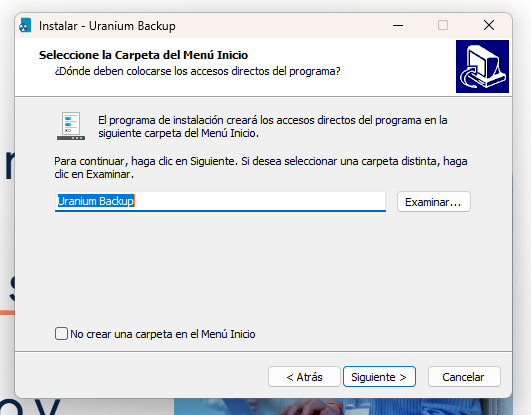 Instalar - Uranium Backup
Seleccione la Carpeta del Menú Inicio
¿Dónde deben colocarse los accesos directos del programa?
El programa de instalación creará los accesos directos del programa en la
siguiente carpeta del Menú Inicio.
Para continuar, haga clic en Siguiente. Si desea seleccionar una carpeta distinta, haga
clic en Examinar.
Uranium Backup
Examinar...
No crear una carpeta en el Menú Inicio
< Atrás
Siguiente >
Cancelar